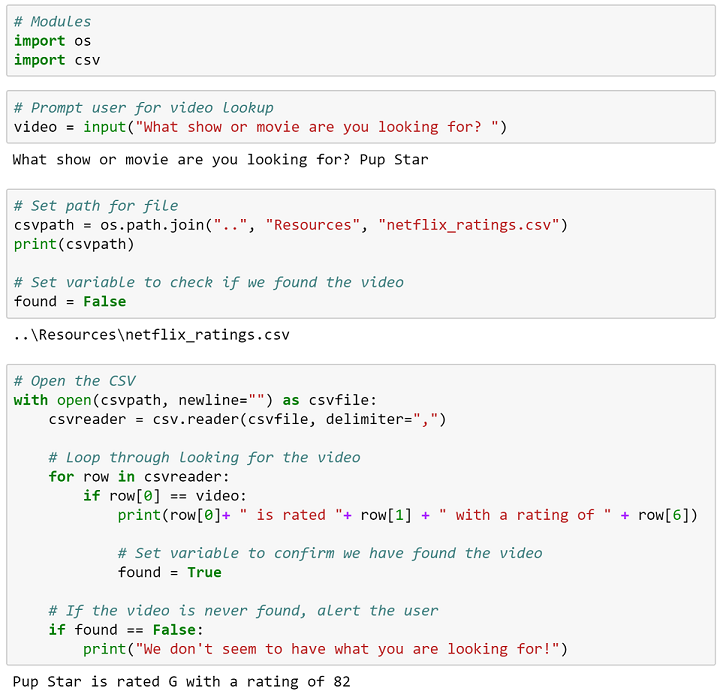 # Modules
import os
import csv
# Prompt user for video lookup
video = input("What show or movie are you looking for? ")
What show or movie are you looking for? Pup Star
# Set path for file
csvpath = os.path.join("..", "Resources", "netflix_ratings.csv")
print(csvpath)
# Set variable to check if we found the video
found = False
..\Resources\netflix_ratings.csv
# Open the CSV
with open(csvpath, newline="") as csvfile:
    csvreader = csv.reader(csvfile, delimiter=",")
    # Loop through looking for the video
    for row in csvreader:
        if row[0] == video:
            print(row[0]+ " is rated "+ row[1] + " with a rating of " + row[6])
            # Set variable to confirm we have found the video
            found = True
    # If the video is never found, alert the user
    if found == False:
        print("We don't seem to have what you are looking for!")
Pup Star is rated G with a rating of 82